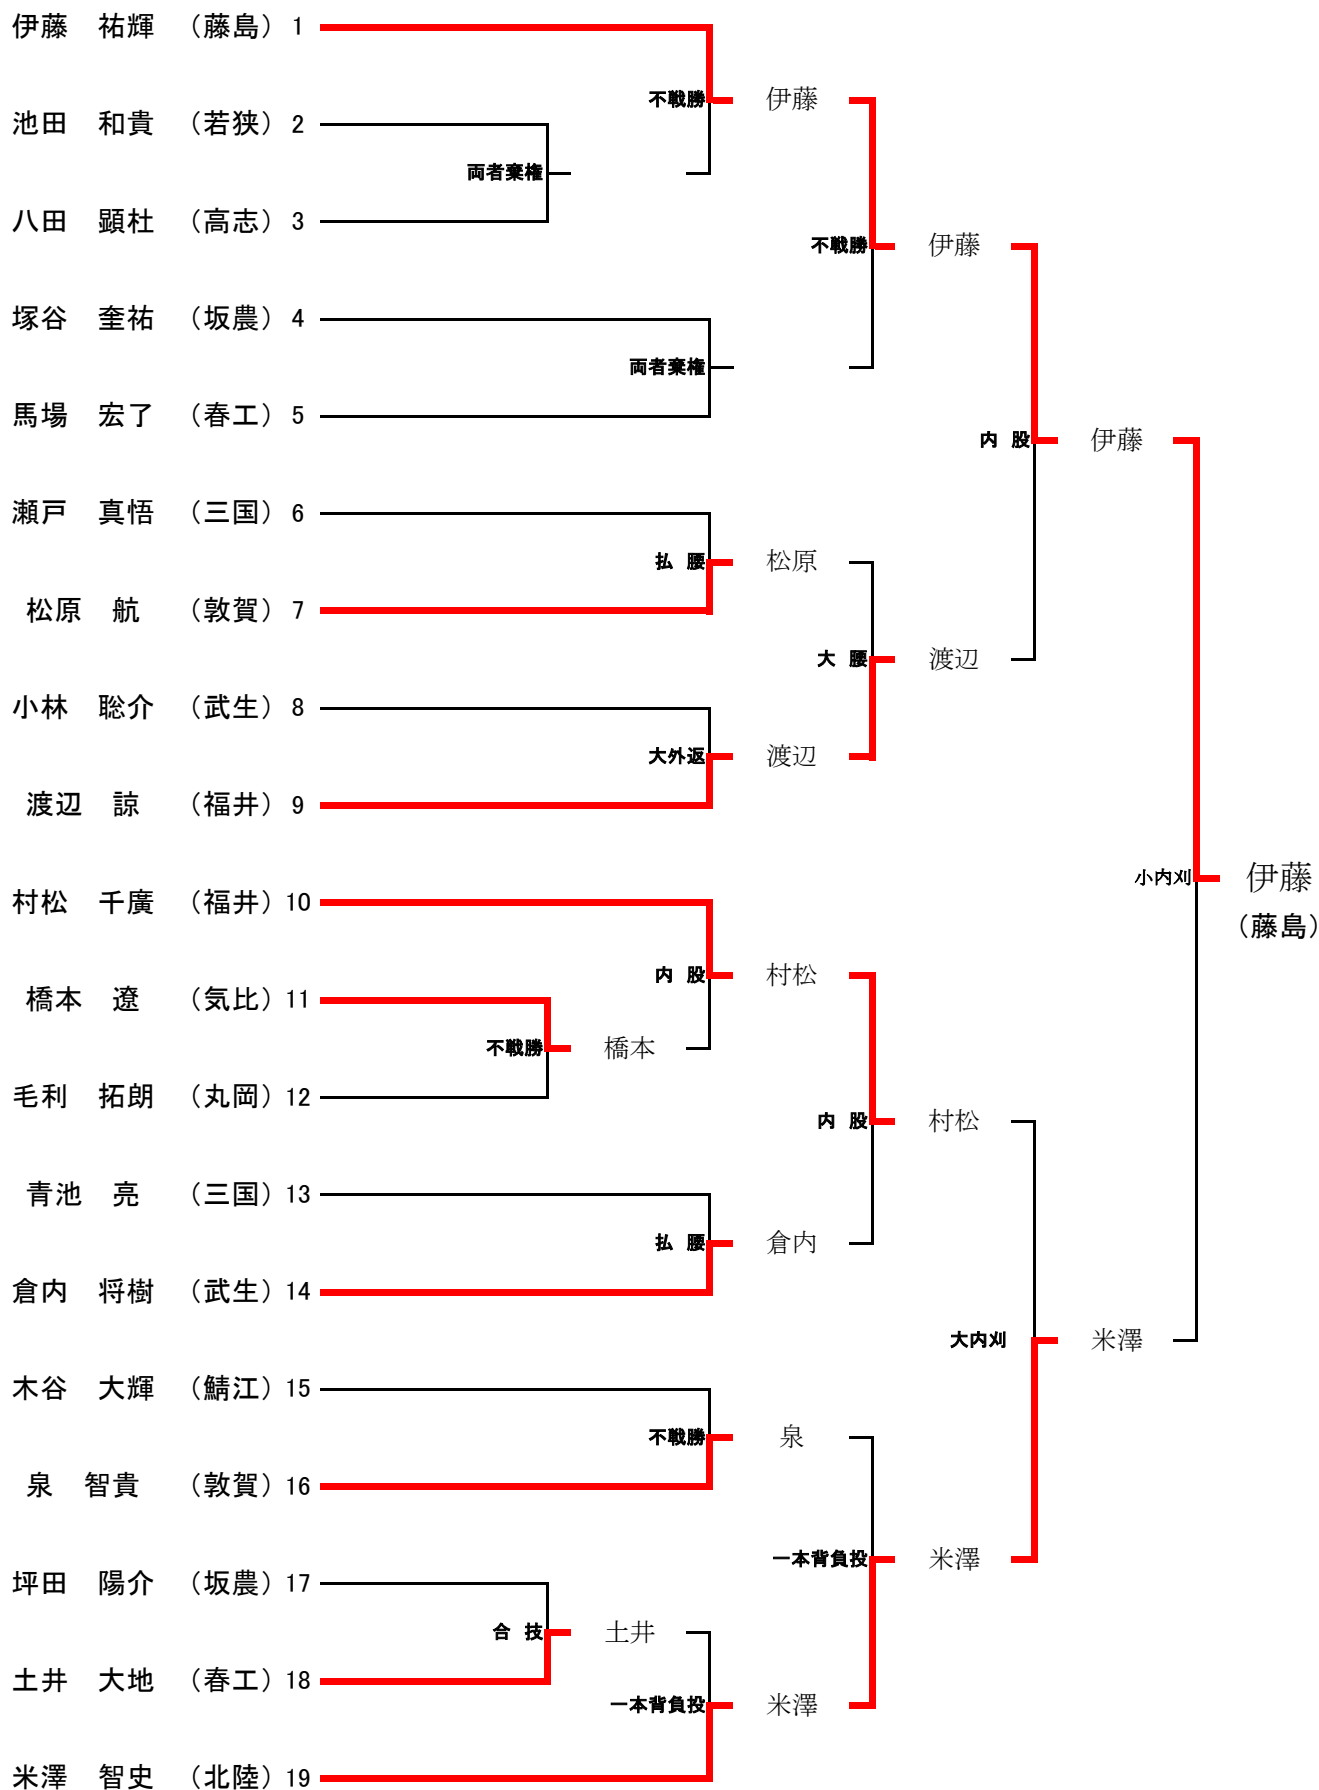 伊藤　祐輝　（藤島） 1
不戦勝　伊藤
池田　和貴　（若狭） 2
両者棄権
八田　顕杜　（高志） 3
不戦勝　伊藤
塚谷　奎祐　（坂農） 4
両者棄権
馬場　宏了　（春工） 5
内 股　伊藤
瀬戸　真悟　（三国） 6
払 腰　松原
松原　航　（敦賀） 7
大 腰　渡辺
小林　聡介　（武生） 8
大外返　渡辺
渡辺　諒　（福井） 9
小内刈　伊藤
村松　千廣　（福井） 10
（藤島）
内 股　村松
橋本　遼　（気比） 11
不戦勝　橋本
毛利　拓朗　（丸岡） 12
内 股　村松
青池　亮　（三国） 13
払 腰　倉内
倉内　将樹　（武生） 14
大内刈　米澤
木谷　大輝　（鯖江） 15
不戦勝　泉
泉　智貴　（敦賀） 16
一本背負投　米澤
坪田　陽介　（坂農） 17
合 技　土井
土井　大地　（春工） 18
一本背負投　米澤
米澤　智史　（北陸） 19